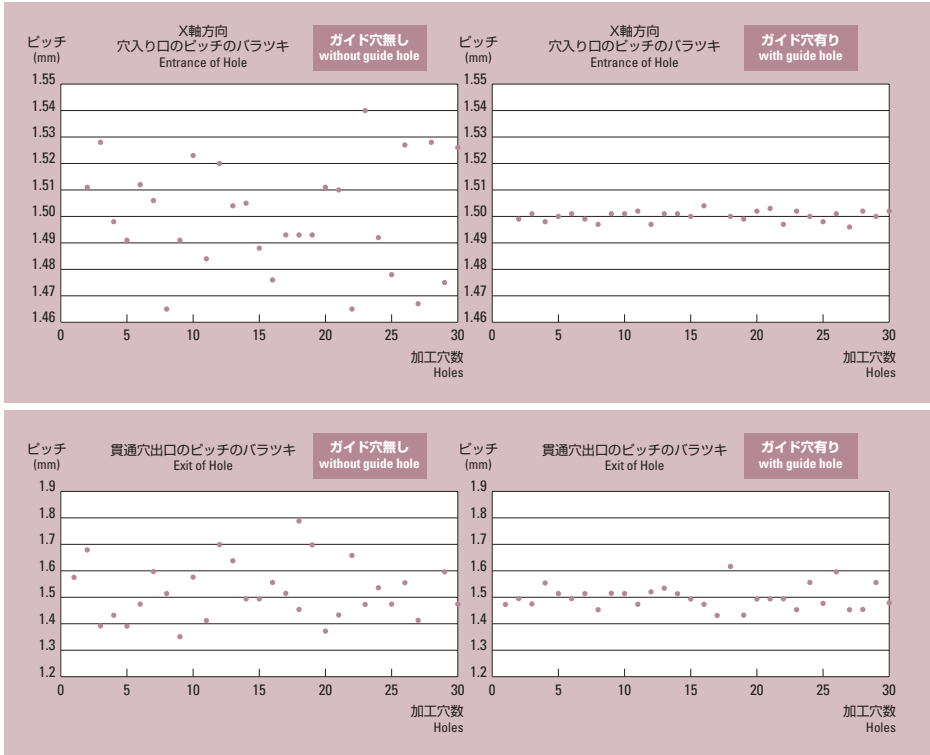 ピッチ
(mm)
X軸方向
穴入り口のピッチのバラツキ
Entrance of Hole
ガイド穴無し
without guide hole
1.55
1.54
1.53
1.52
1.51
1.50
1.49
1.48
1.47
1.46
0
5
10
15
20
25
30
加工穴数
Holes
ピッチ
(mm)
X軸方向
穴入り口のピッチのバラツキ
Entrance of Hole
ガイド穴有り
with guide hole
1.55
1.54
1.53
1.52
1.51
1.50
1.49
1.48
1.47
1.46
0
5
10
15
20
25
30
加工穴数
Holes
ピッチ
(mm)
貫通穴出口のピッチのバラツキ
Exit of Hole
ガイド穴無し
without guide hole
1.9
1.8
1.7
1.6
1.5
1.4
1.3
1.2
0
5
10
15
20
25
30
加工穴数
Holes
ピッチ
(mm)
貫通穴出口のピッチのバラツキ
Exit of Hole
ガイド穴有り
with guide hole
1.9
1.8
1.7
1.6
1.5
1.4
1.3
1.2
0
5
10
15
20
25
30
加工穴数
Holes